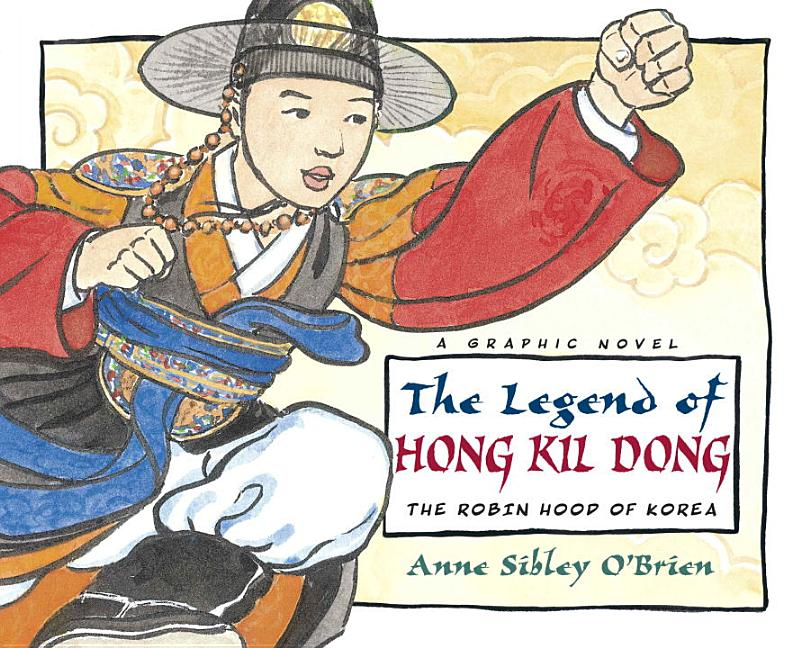 A GRAPHIC NOVEL
The Legend of
HONG KIL DONG
THE ROBIN HOOD OF KOREA
Anne Sibley O'Brien